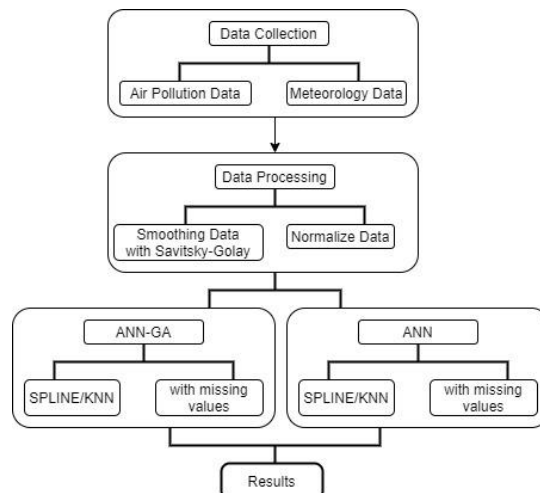 Data Collection
Air Pollution Data
Meteorology Data
Data Processing
Smoothing Data
with Savitsky-Golay
Normalize Data
ANN-GA
SPLINE/KNN
with missing
values
ANN
SPLINE/KNN
with missing
values
Results